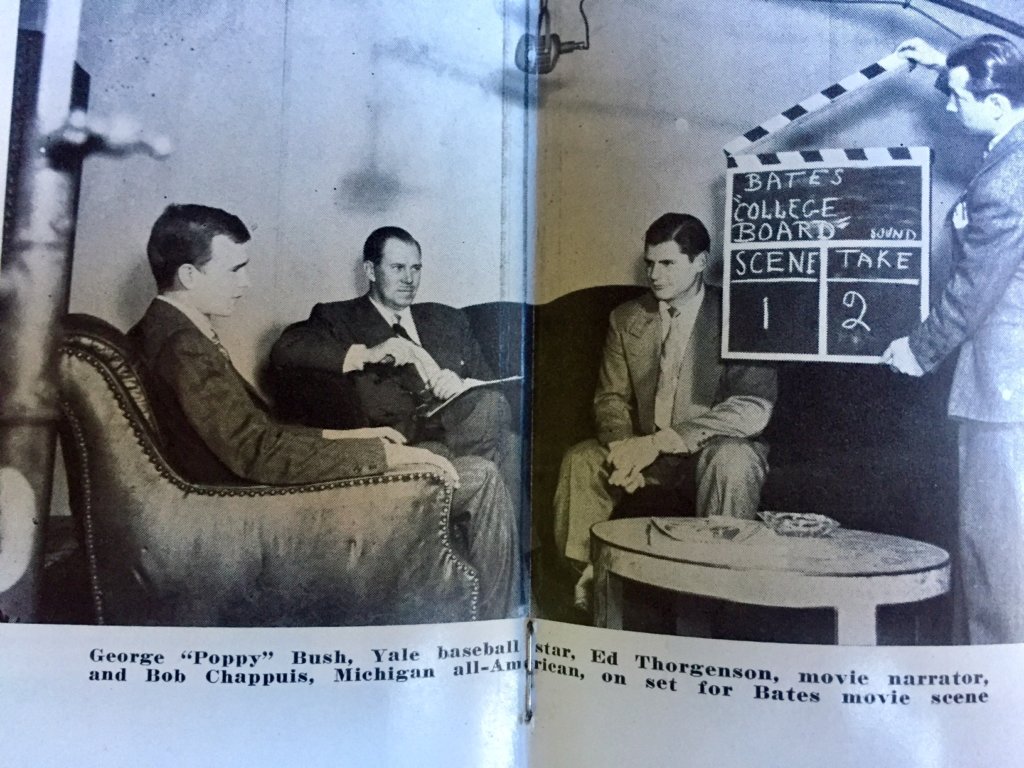 BATES
COLLEGE
BOARD SOUND
SCENE TAKE
1 2
George “Poppy” Bush, Yale baseball star, Ed Thorgenson, movie narrator,
and Bob Chappuis, Michigan all-American, on set for Bates movie scene